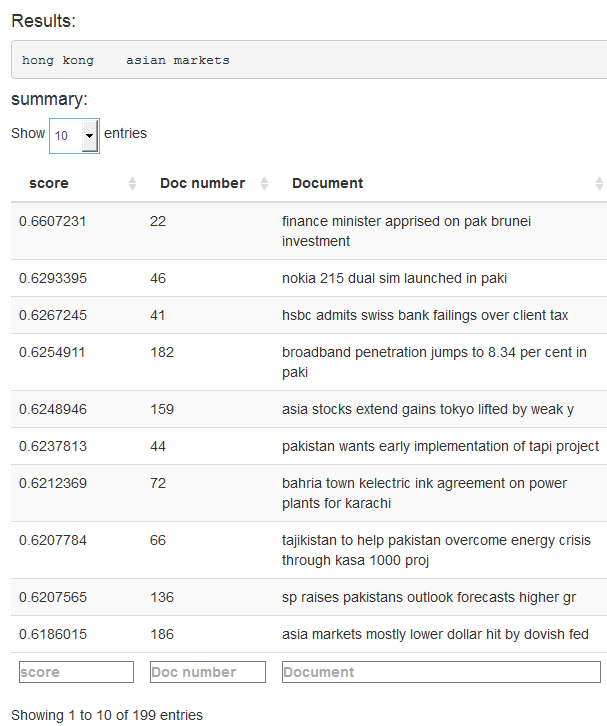 Results:
hong kong    asian markets
summary:
Show 10 entries
score Doc number Document
0.6607231 22 finance minister apprised on pak brunei
investment
0.6293395 46 nokia 215 dual sim launched in paki
0.6267245 41 hsbc admits swiss bank failings over client tax
0.6254911 182 broadband penetration jumps to 8.34 per cent in
paki
0.6248946 159 asia stocks extend gains tokyo lifted by weak y
0.6237813 44 pakistan wants early implementation of tapi project
0.6212369 72 bahria town kelectric ink agreement on power
plants for karachi
0.6207784 66 tajikistan to help pakistan overcome energy crisis
through kasa 1000 proj
0.6207565 136 sp raises pakistans outlook forecasts higher gr
0.6186015 186 asia markets mostly lower dollar hit by dovish fed
score Doc number Document
Showing 1 to 10 of 199 entries